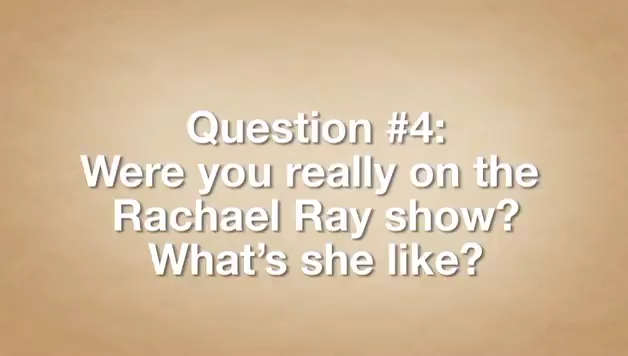 Question #4:
Were you really on the
Rachael Ray show?
What's she like?